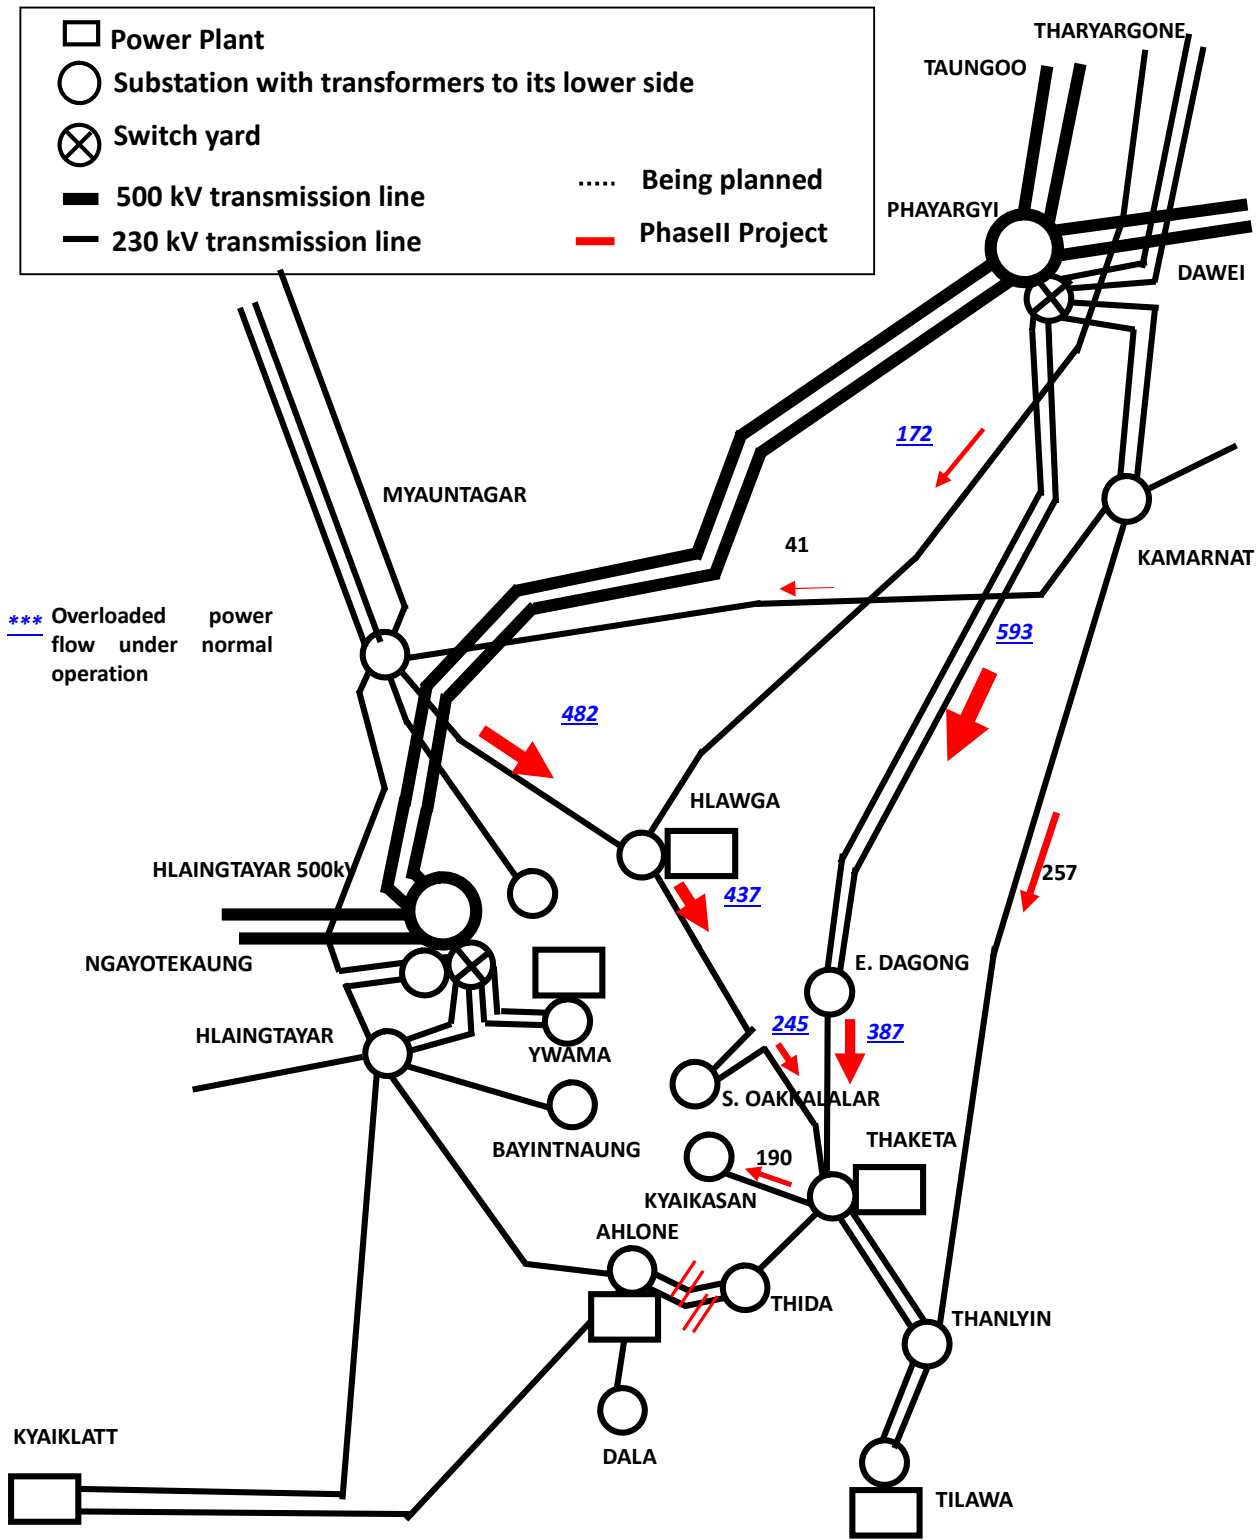 Power Plant
Substation with transformers to its lower side
Switch yard
500 kV transmission line
230 kV transmission line
Being planned
PhaseII Project
THARYARGONE
TAUNGOO
PHAYARGYI
DAWEI
172
MYAUNTAGAR
41
KAMARNAT
*** Overloaded power
flow under normal
operation
593
482
HLAWGA
HLAINGTAYAR 500kV
257
437
NGAYOTEKAUNG
E. DAGONG
HLAINGTAYAR
245
387
YWAMA
S. OAKKALALAR
BAYINTNAUNG
THAKETA
190
KYAIKASAN
AHLONE
THIDA
THANLYIN
KYAIKLATT
DALA
TILAWA